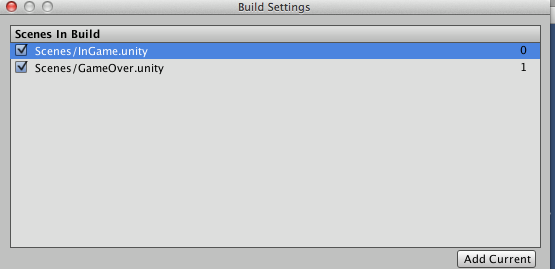 Build Settings
Scenes In Build
Scenes/InGame.unity 0
Scenes/GameOver.unity 1
Add Current